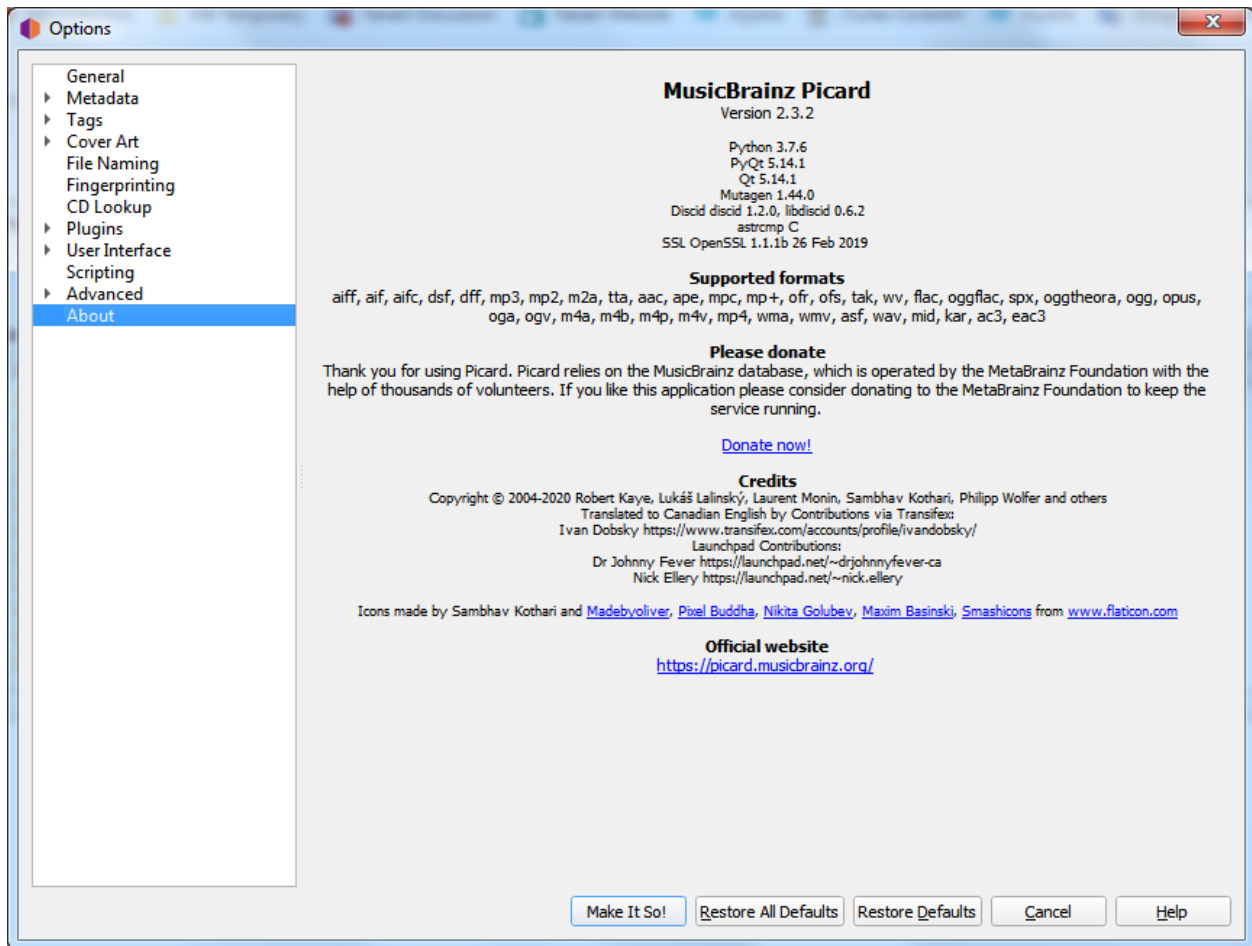 Options
General
Metadata
Tags
Cover Art
File Naming
Fingerprinting
CD Lookup
Plugins
User Interface
Scripting
Advanced
About
MusicBrainz Picard
Version 2.3.2
Python 3.7.6
PyQt 5.14.1
Qt 5.14.1
Mutagen 1.44.0
Discid discid 1.2.0, libdiscid 0.6.2
astrcmp C
SSL OpenSSL 1.1.1b 26 Feb 2019
Supported formats
aiff, aif, aifc, dsf, dff, mp3, mp2, m2a, tta, aac, ape, mpc, mp+, ofr, ofs, tak, wv, flac, oggflac, spx, oggtheora, ogg, opus,
oga, ogv, m4a, m4b, m4p, m4v, mp4, wma, wmv, asf, wav, mid, kar, ac3, eac3
Please donate
Thank you for using Picard. Picard relies on the MusicBrainz database, which is operated by the MetaBrainz Foundation with the
help of thousands of volunteers. If you like this application please consider donating to the MetaBrainz Foundation to keep the
service running.
Donate now!
Credits
Copyright © 2004-2020 Robert Kaye, Lukáš Lalinský, Laurent Monin, Sambhav Kothari, Philipp Wolfer and others
Translated to Canadian English by Contributions via Transifex:
Ivan Dobsky https://www.transifex.com/accounts/profile/ivandobsky/
Launchpad Contributions:
Dr Johnny Fever https://launchpad.net/~drjohnnyfever-ca
Nick Ellery https://launchpad.net/~nick.ellery
Icons made by Sambhav Kothari and Madebyoliver, Pixel Buddha, Nikita Golubev, Maxim Basinski, Smashicons from www.flaticon.com
Official website
https://picard.musicbrainz.org/
Make It So!
Restore All Defaults
Restore Defaults
Cancel
Help